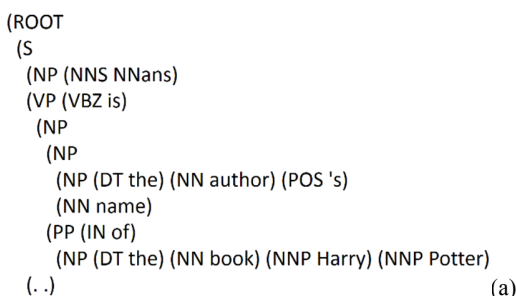 (ROOT
(S
(NP (NNS NNans)
(VP (VBZ is)
(NP
(NP
(NP (DT the) (NN author) (POS 's)
(NN name)
(PP (IN of)
(NP (DT the) (NN book) (NNP Harry) (NNP Potter)
(. .)
(a)